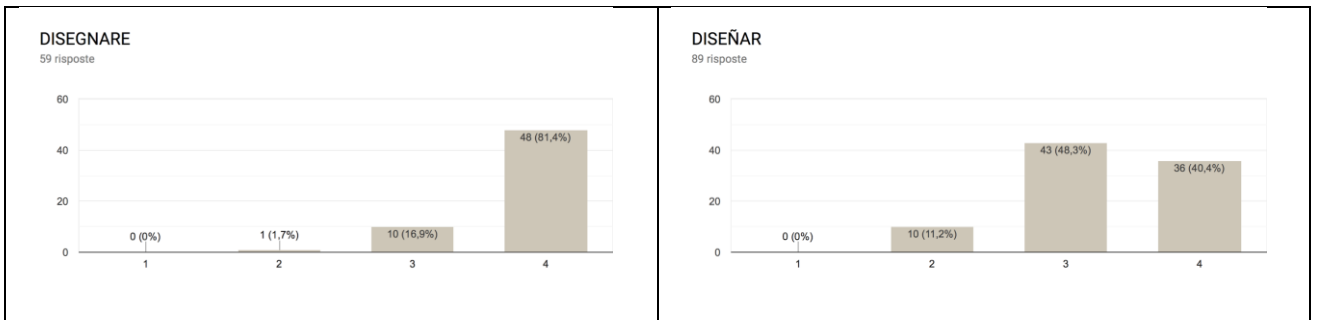 DISEGNARE
59 risposte
60
40
20
0
0 (0%)
1 (1,7%)
10 (16,9%)
48 (81,4%)
1 2 3 4
DISEÑAR
89 risposte
60
40
20
0
0 (0%)
10 (11,2%)
43 (48,3%)
36 (40,4%)
1 2 3 4